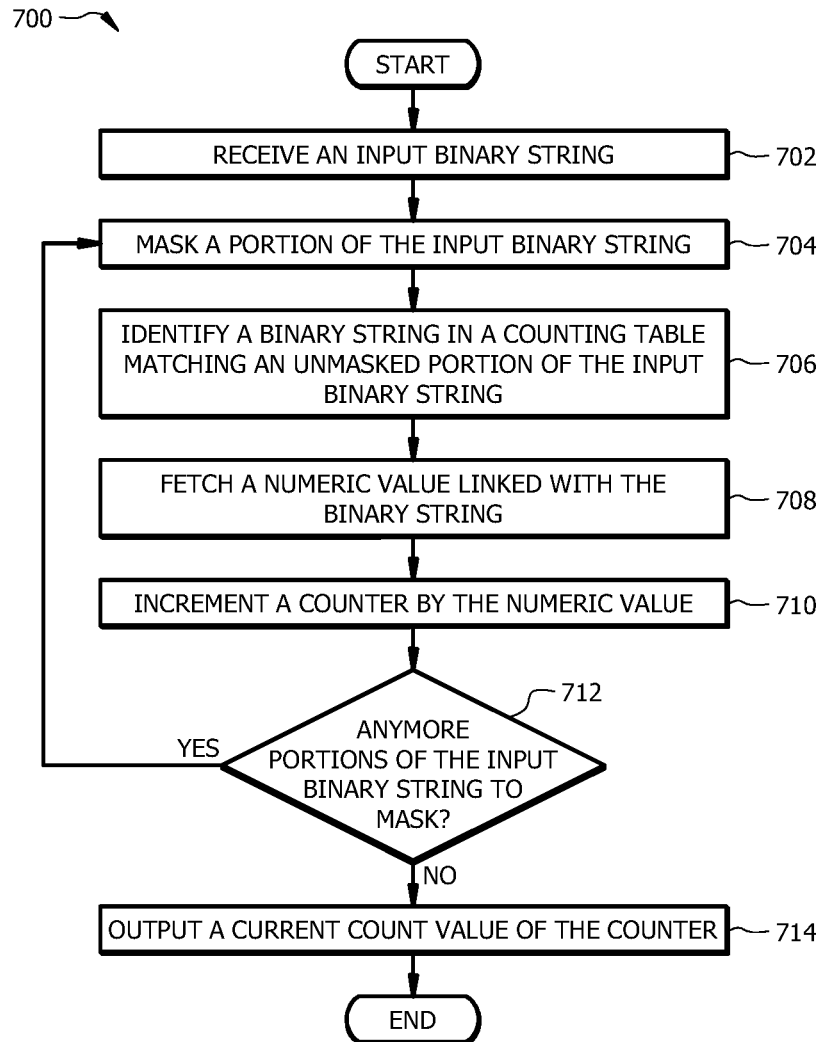 700
START
RECEIVE AN INPUT BINARY STRING
702
MASK A PORTION OF THE INPUT BINARY STRING
704
IDENTIFY A BINARY STRING IN A COUNTING TABLE
MATCHING AN UNMASKED PORTION OF THE INPUT
BINARY STRING
706
FETCH A NUMERIC VALUE LINKED WITH THE
BINARY STRING
708
INCREMENT A COUNTER BY THE NUMERIC VALUE
710
712
ANYMORE
PORTIONS OF THE INPUT
BINARY STRING TO
MASK?
YES
NO
OUTPUT A CURRENT COUNT VALUE OF THE COUNTER
714
END